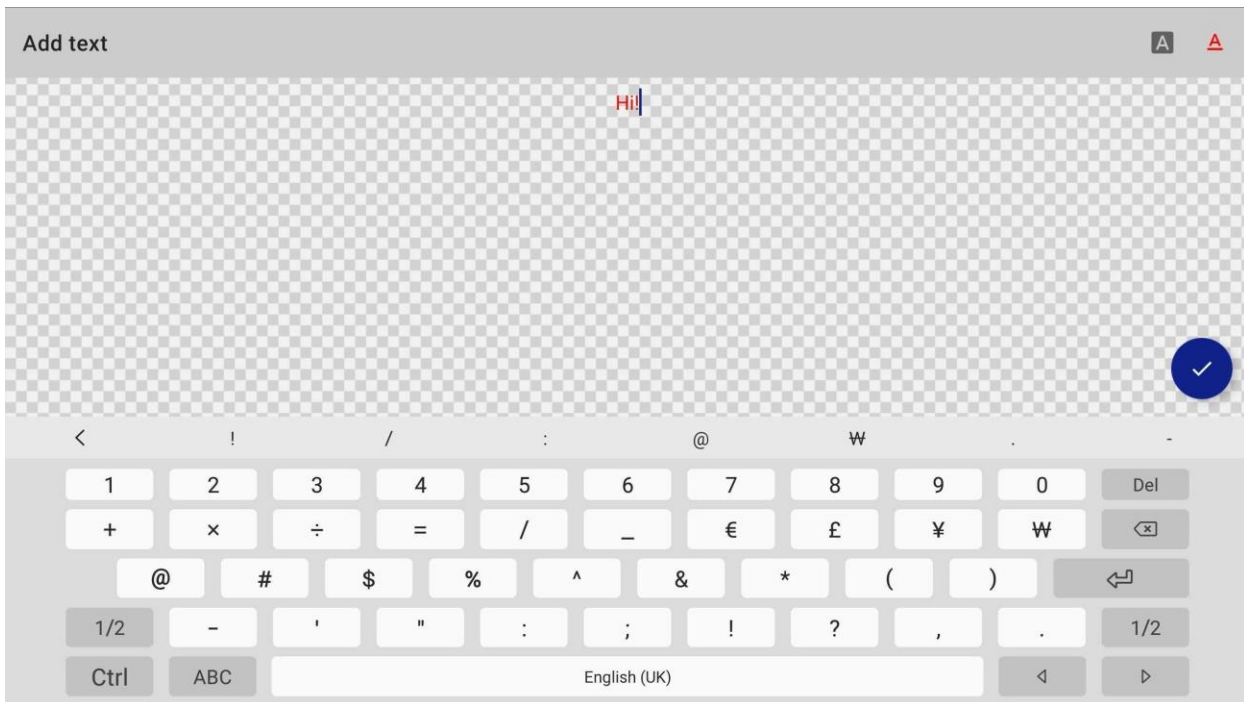 Add text A A
Hi!
< ! / : @ ₩ . -
1 2 3 4 5 6 7 8 9 0 Del
+ × ÷ = / _ € £ ¥ ₩
@ # $ % ^ & * ( )
1/2 - ' " : ; ! ? , . 1/2
Ctrl ABC English (UK)